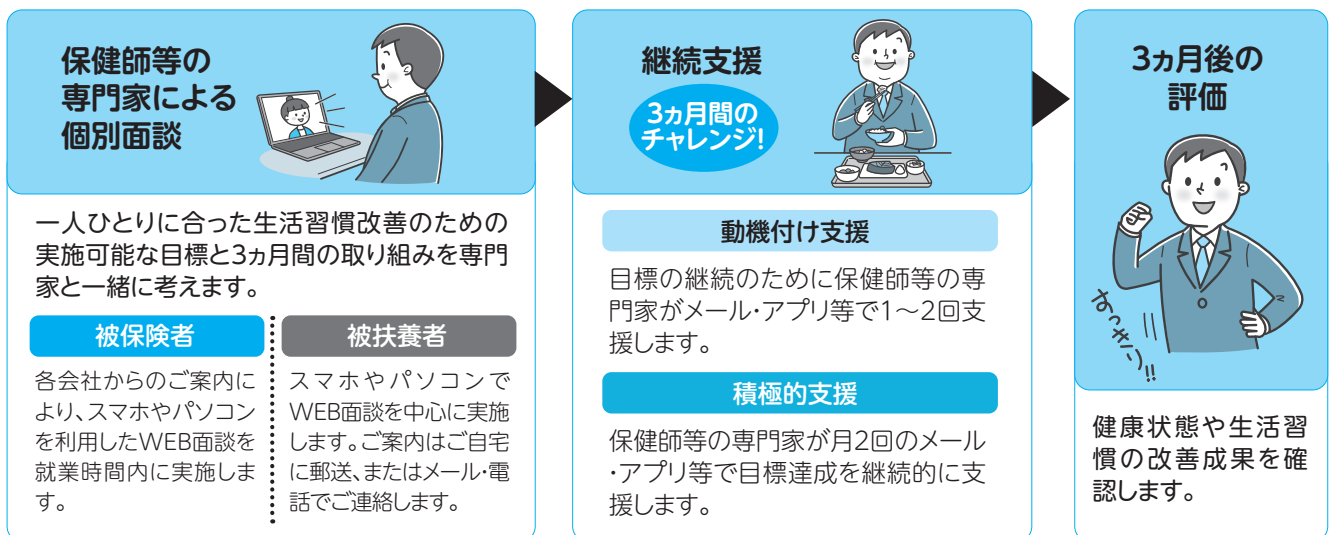 保健師等の
専門家による
個別面談
一人ひとりに合った生活習慣改善のための
実施可能な目標と3ヵ月間の取り組みを専門
家と一緒に考えます。
被保険者
各会社からのご案内に
より、スマホやパソコン
を利用したWEB面談を
就業時間内に実施しま
す。
被扶養者
スマホやパソコンで
WEB面談を中心に実施
します。ご案内はご自宅
に郵送、またはメール・電
話でご連絡します。
継続支援
3ヵ月間の
チャレンジ!
動機付け支援
目標の継続のために保健師等の専
門家がメール・アプリ等で1～2回支
援します。
積極的支援
保健師等の専門家が月2回のメール
・アプリ等で目標達成を継続的に支
援します。
3ヵ月後の
評価
すっきり!!
健康状態や生活習
慣の改善成果を確
認します。